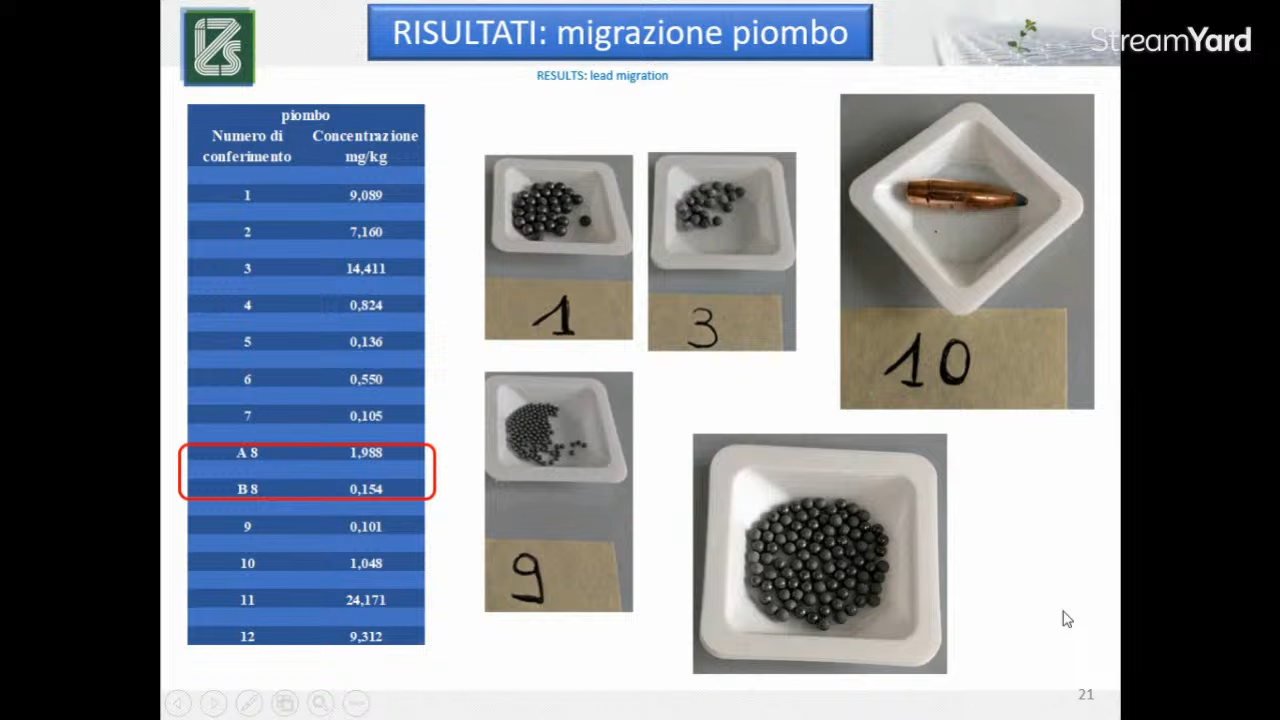 RISULTATI: migrazione piombo
StreamYard
RESULTS: lead migration
piombo
Numero di conferimento Concentrazione mg/kg
1 9,089
2 7,160
3 14,411
4 0,824
5 0,136
6 0,550
7 0,105
A 8 1,988
B 8 0,154
9 0,101
10 1,048
11 24,171
12 9,312
1
3
10
9
21